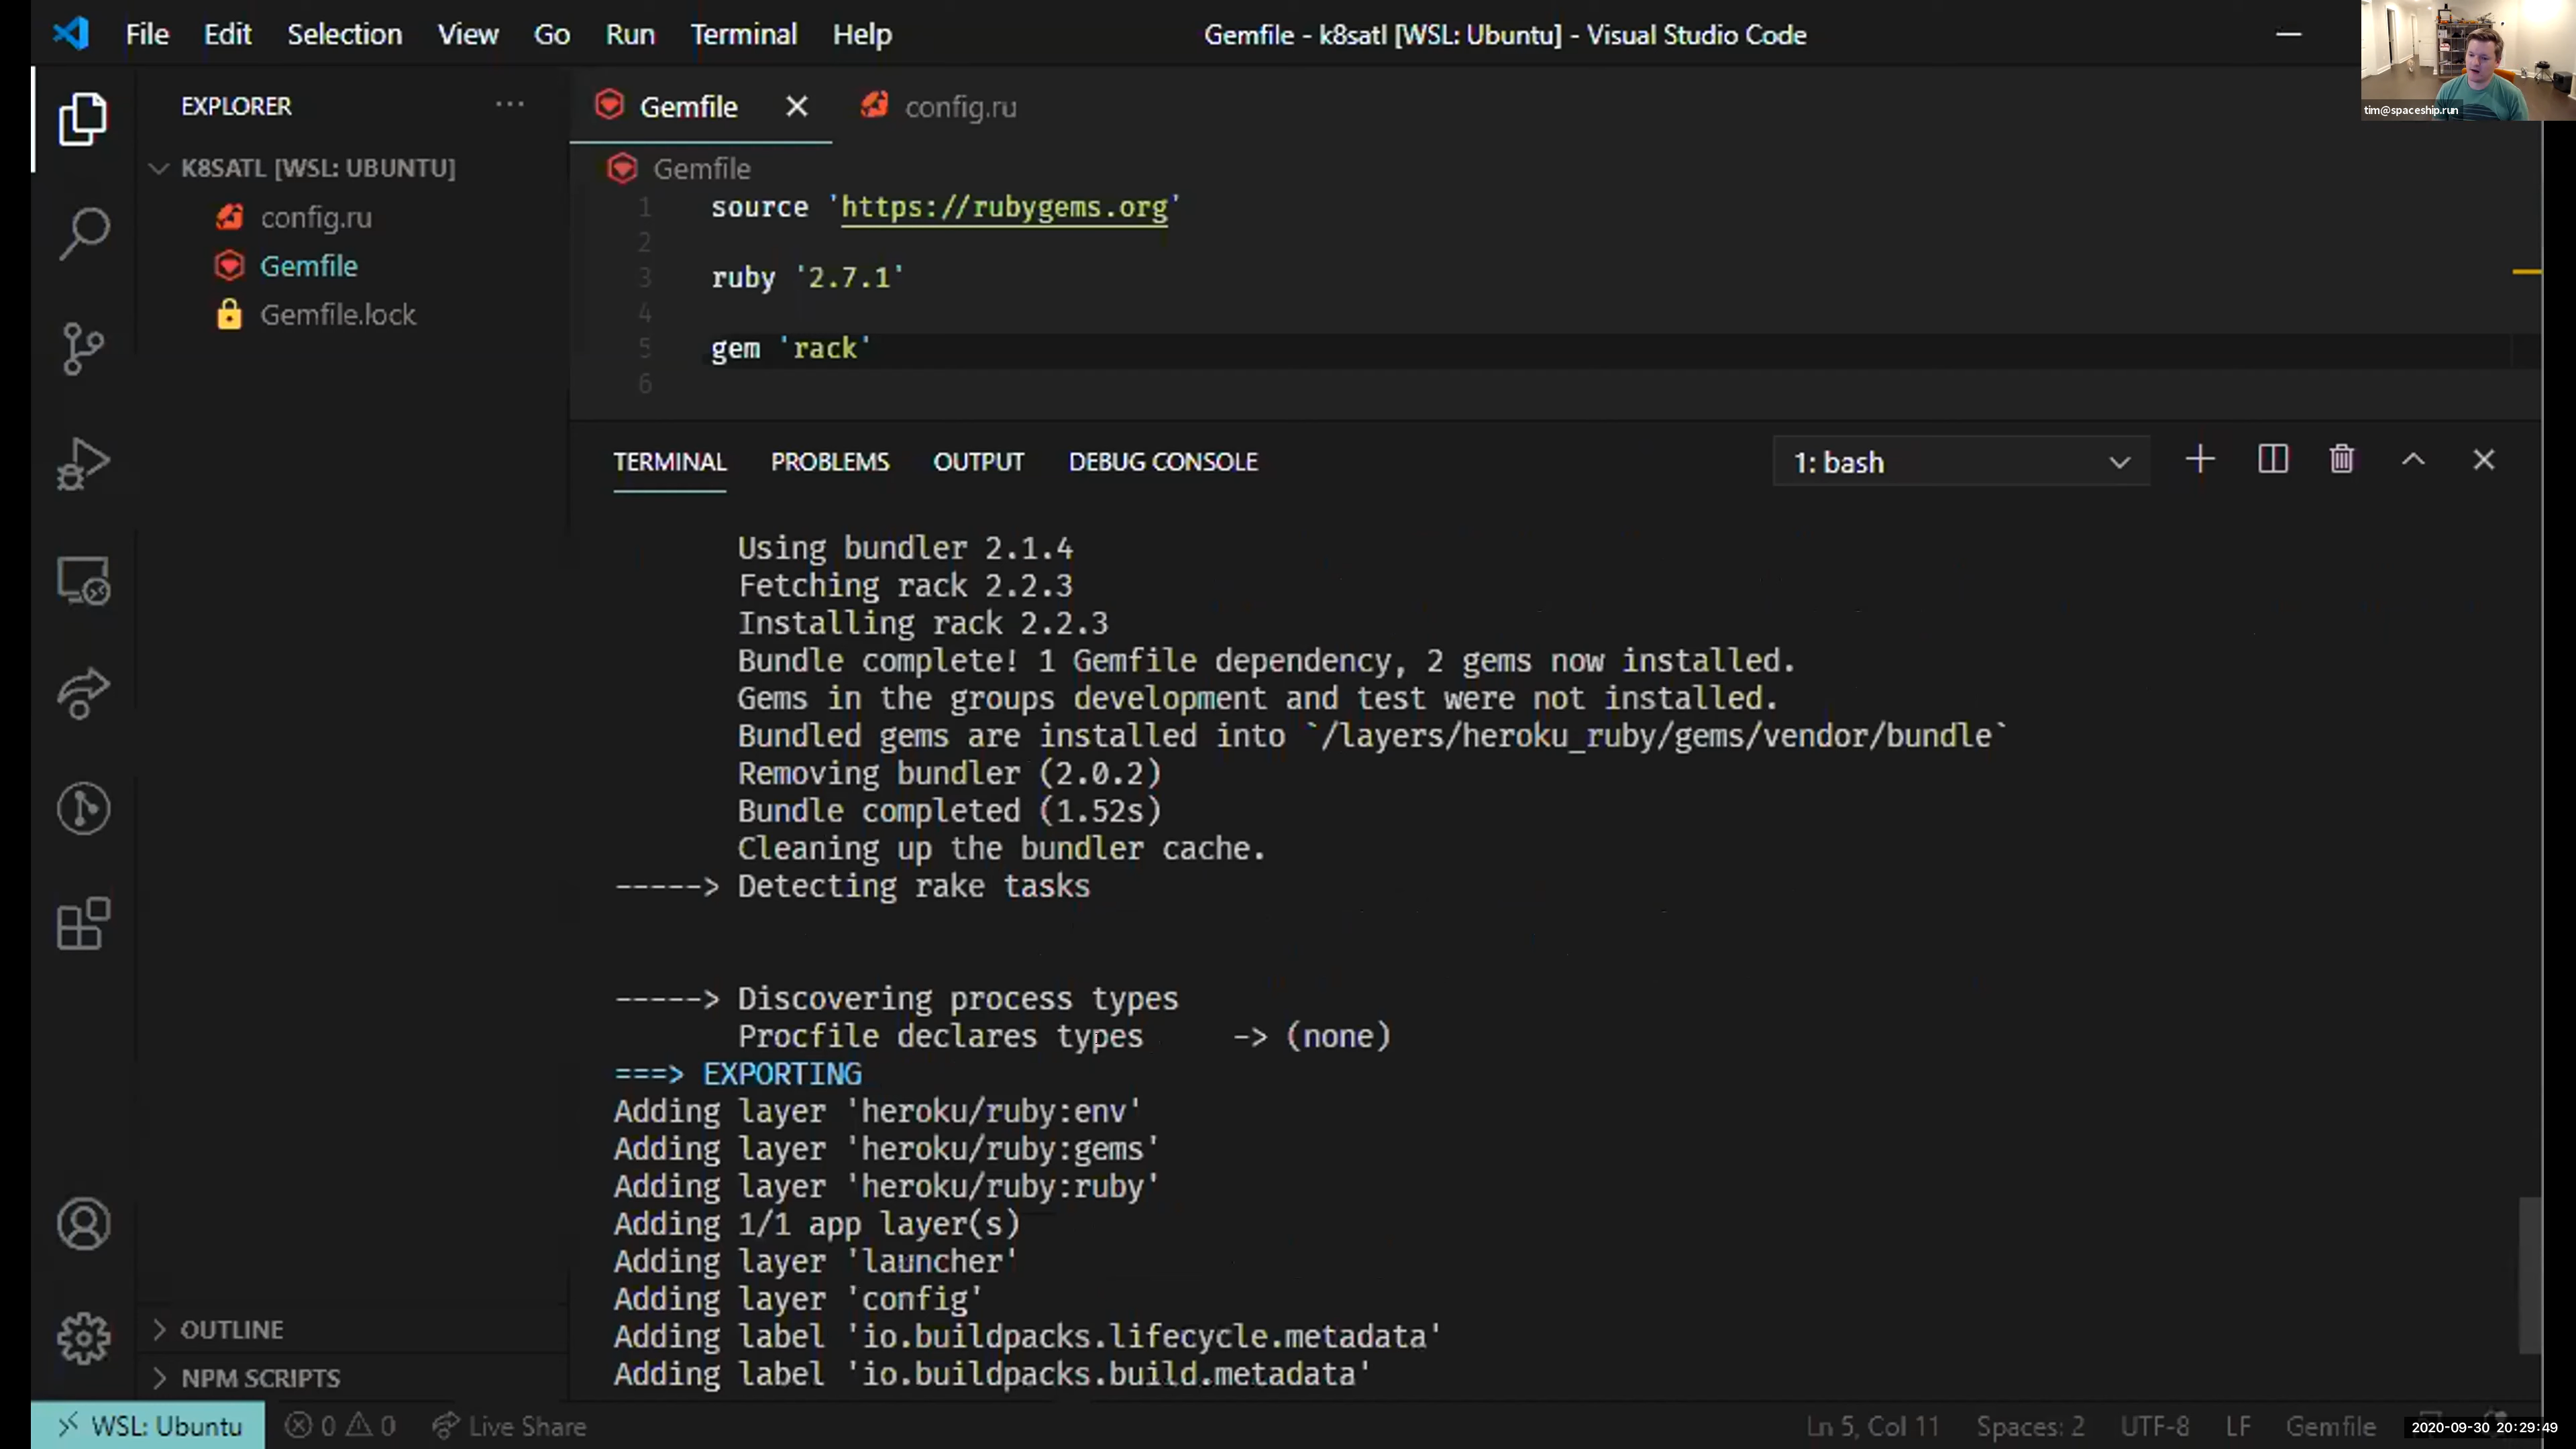 File Edit Selection View Go Run Terminal Help
Gemfile - k8satl [WSL: Ubuntu] - Visual Studio Code
tim@spaceship.run
EXPLORER
K8SATL [WSL: UBUNTU]
config.ru
Gemfile
Gemfile.lock
OUTLINE
NPM SCRIPTS
Gemfile config.ru
Gemfile
1 source 'https://rubygems.org'
2
3 ruby '2.7.1'
4
5 gem 'rack'
6
TERMINAL PROBLEMS OUTPUT DEBUG CONSOLE 1: bash
Using bundler 2.1.4
Fetching rack 2.2.3
Installing rack 2.2.3
Bundle complete! 1 Gemfile dependency, 2 gems now installed.
Gems in the groups development and test were not installed.
Bundled gems are installed into `/layers/heroku_ruby/gems/vendor/bundle`
Removing bundler (2.0.2)
Bundle completed (1.52s)
Cleaning up the bundler cache.
-----> Detecting rake tasks
-----> Discovering process types
Procfile declares types -> (none)
===> EXPORTING
Adding layer 'heroku/ruby:env'
Adding layer 'heroku/ruby:gems'
Adding layer 'heroku/ruby:ruby'
Adding 1/1 app layer(s)
Adding layer 'launcher'
Adding layer 'config'
Adding label 'io.buildpacks.lifecycle.metadata'
Adding label 'io.buildpacks.build.metadata'
WSL: Ubuntu 0 0 Live Share Ln 5, Col 11 Spaces: 2 UTF-8 LF Gemfile
2020-09-30 20:29:49